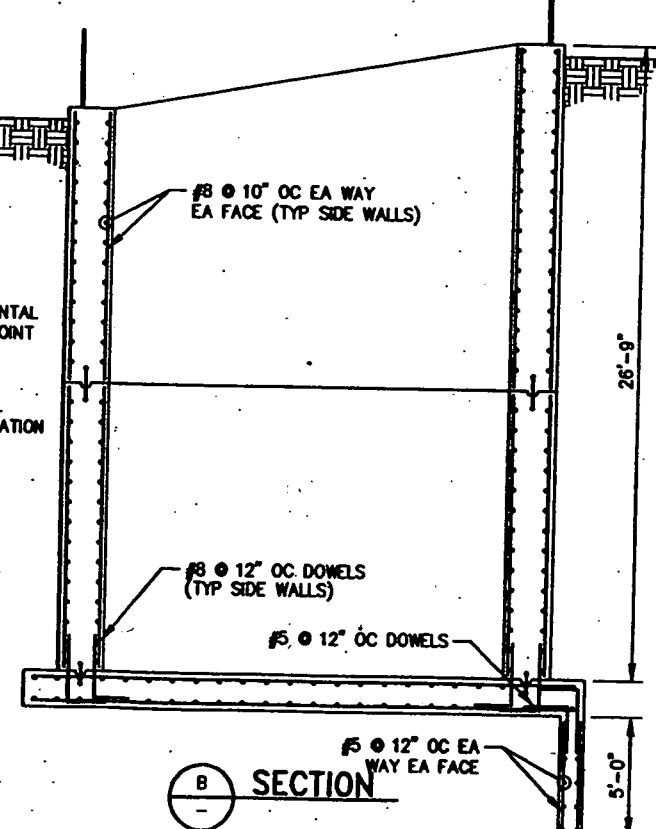 #8 @ 10" OC EA WAY
EA FACE (TYP SIDE WALLS)
NTAL
OINT
26'-9"
ATION
#8 @ 12" OC DOWELS
(TYP SIDE WALLS)
#5 @ 12" OC DOWELS
#5 @ 12" OC EA
WAY EA FACE
5'-0"
B
-
SECTION